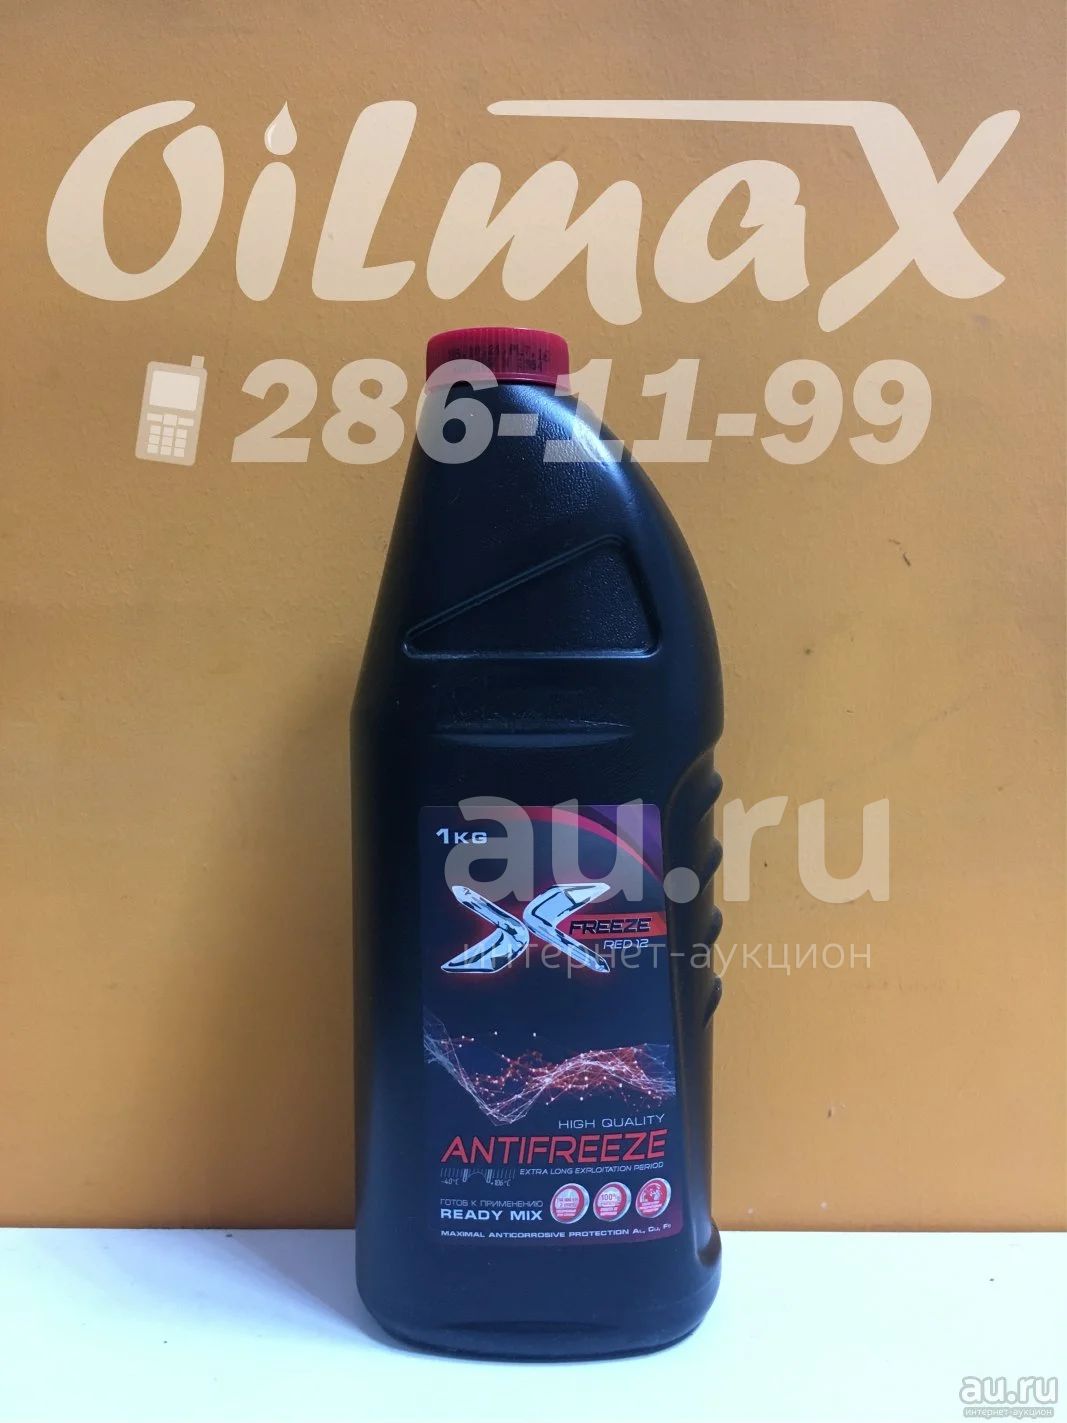 OilmaX
286-11-99
1KG
au.ru
FREEZE
RED 12
интернет-аукцион
HIGH QUALITY
ANTIFREEZE
EXTRA LONG EXPLOITATION PERIOD
-40°C +106°C
ГОТОВ К ПРИМЕНЕНИЮ
READY MIX
100%
MAXIMAL ANTICORROSIVE PROTECTION AL, CU, FE
au.ru
интернет-аукцион